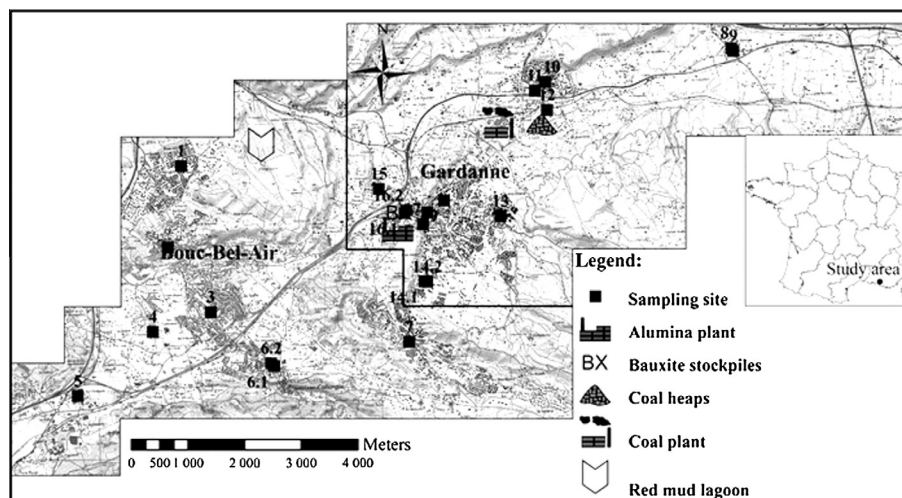 N
89
10
11
12
1
15
Gardanne
16.2
13
BX
16.1
Bouc-Bel-Air
14.2
14.1
3
4
7
6.2
6.1
5
Study area
Legend:
Sampling site
Alumina plant
BX Bauxite stockpiles
Coal heaps
Coal plant
Red mud lagoon
Meters
0 500 1 000 2 000 3 000 4 000